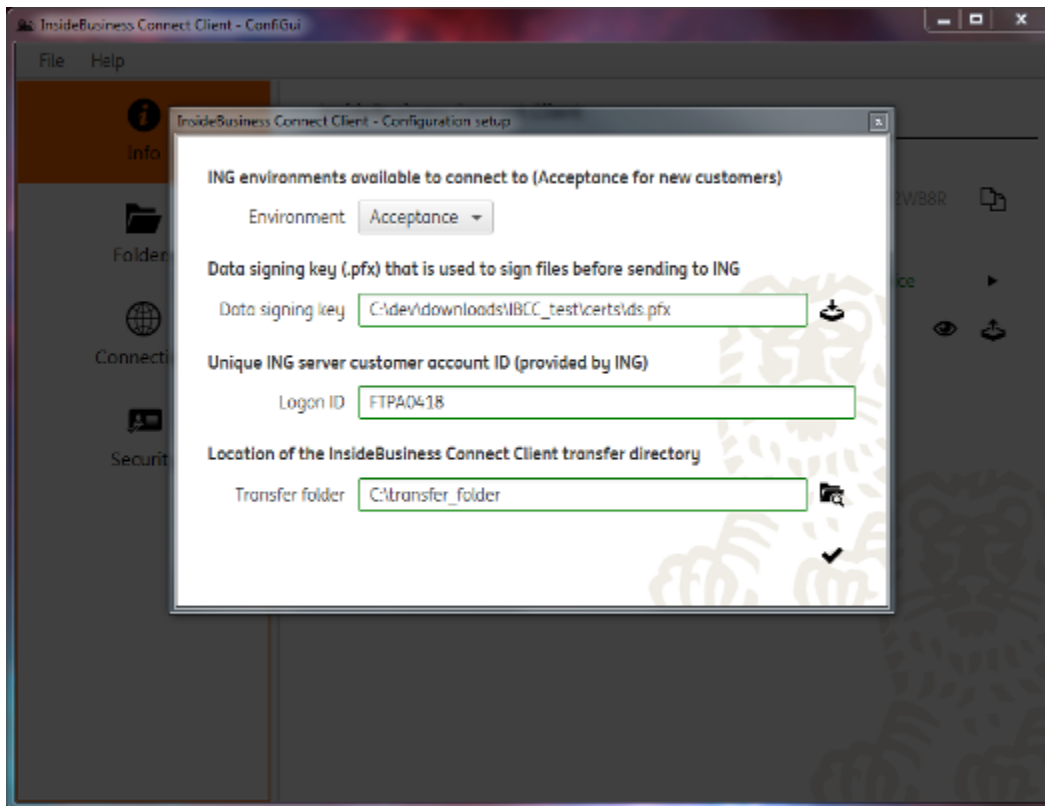 InsideBusiness Connect Client - ConfiGui
File Help
Info
Folder
Connecti
Securit
WB8R
ce
InsideBusiness Connect Client - Configuration setup
ING environments available to connect to (Acceptance for new customers)
Environment Acceptance
Data signing key (.pfx) that is used to sign files before sending to ING
Data signing key C:\dev\downloads\IBCC_test\certs\ds.pfx
Unique ING server customer account ID (provided by ING)
Logon ID FTPA0418
Location of the InsideBusiness Connect Client transfer directory
Transfer folder C:\transfer_folder